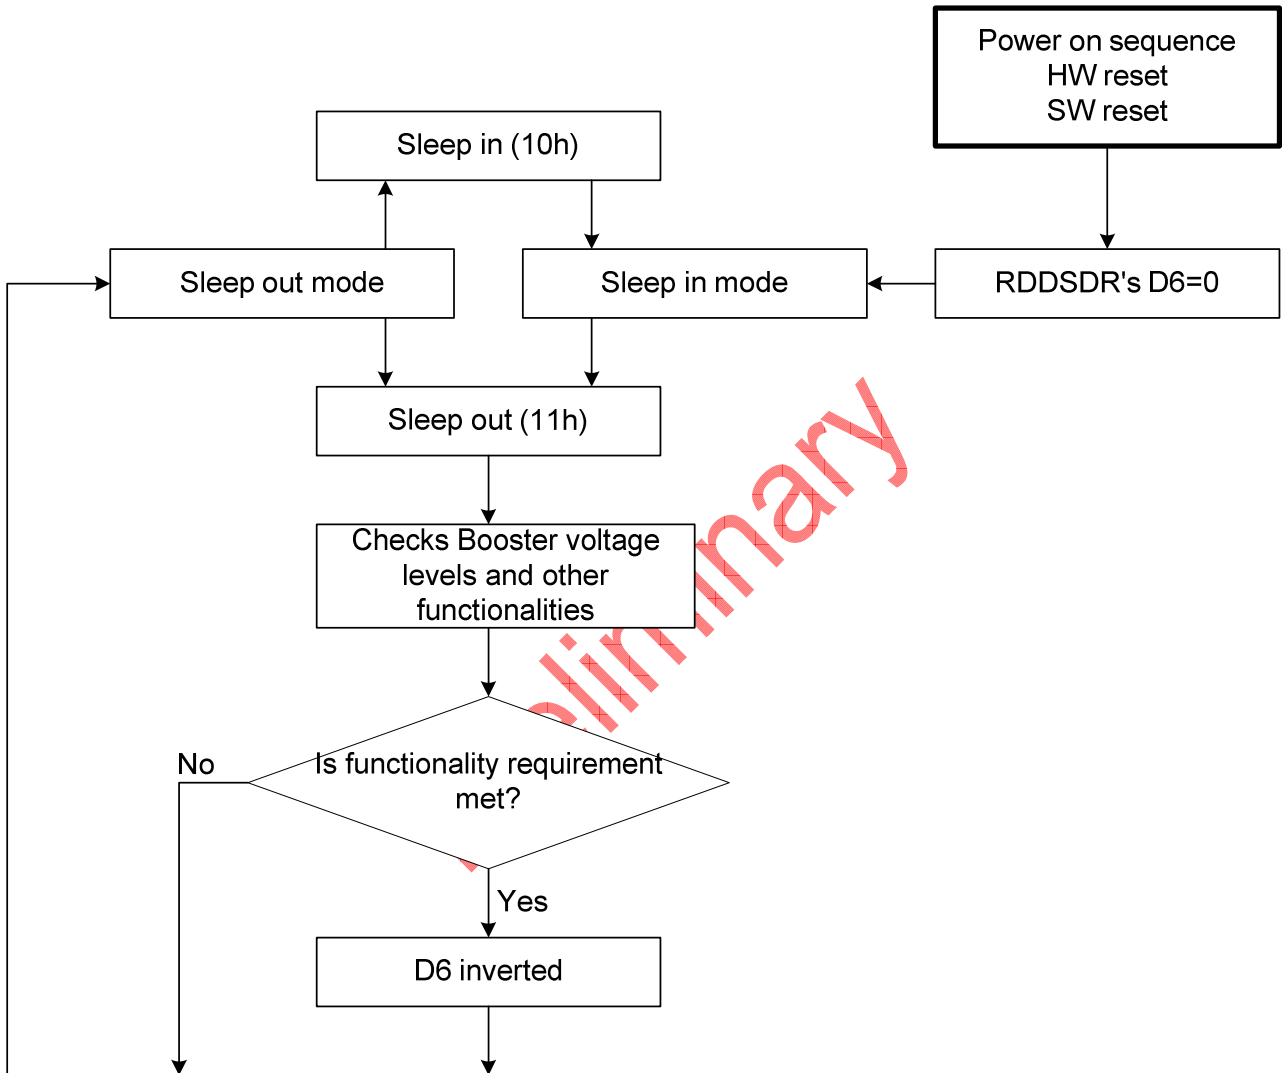 Power on sequence
HW reset
SW reset
Sleep in (10h)
Sleep out mode
Sleep in mode
RDDSDR's D6=0
Sleep out (11h)
Checks Booster voltage
levels and other
functionalities
No
Is functionality requirement
met?
Yes
D6 inverted